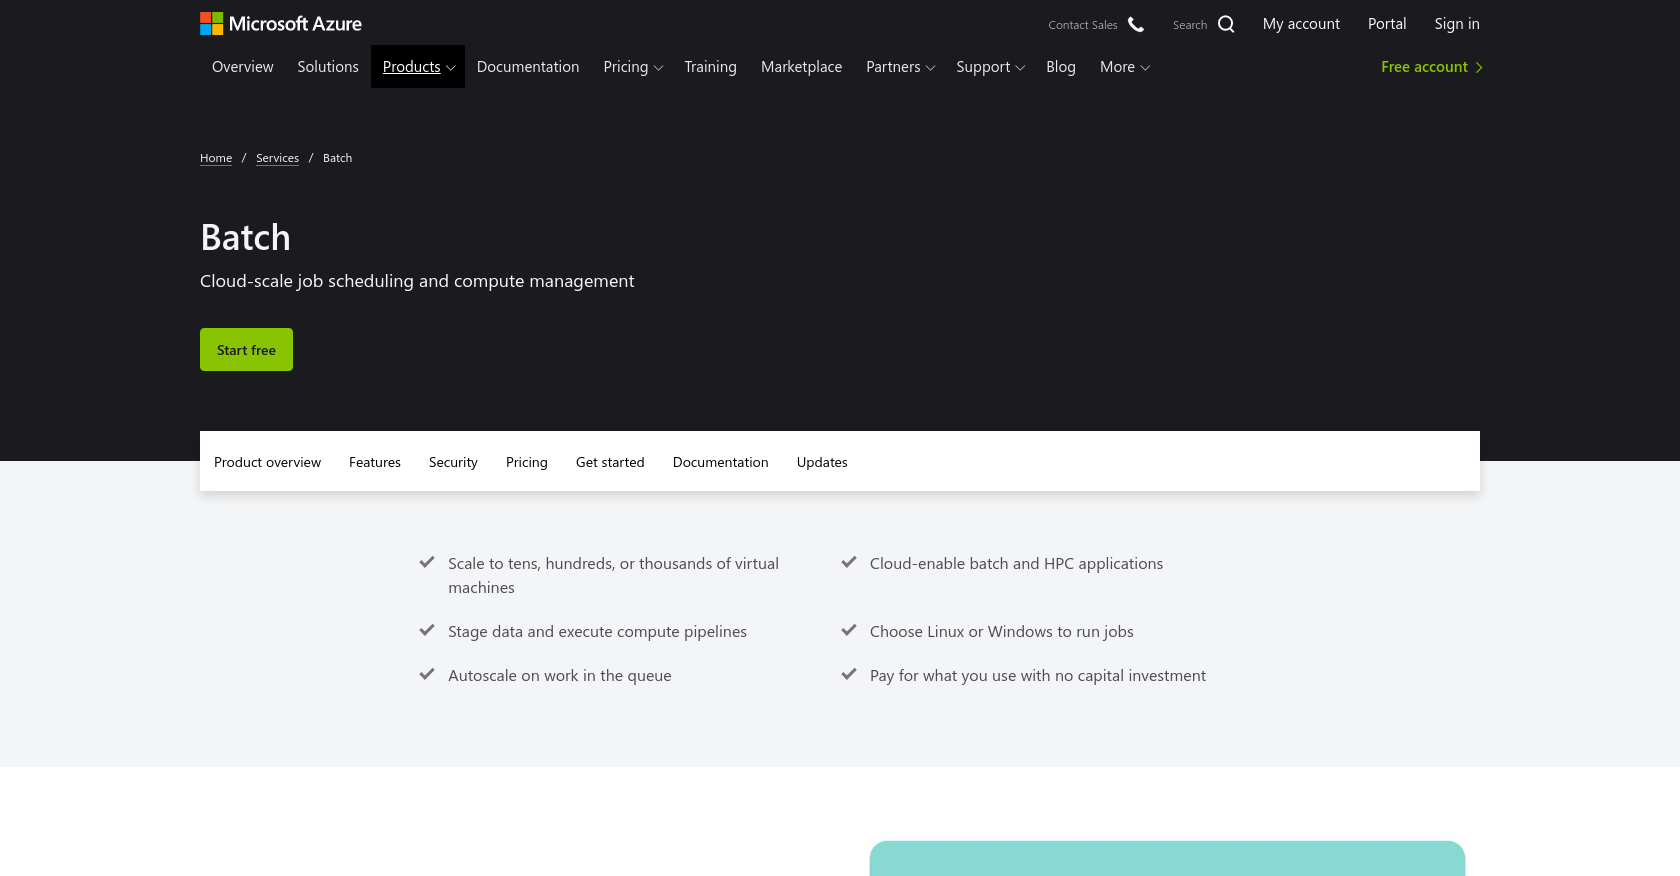 Microsoft Azure
Contact Sales
Search
My account
Portal
Sign in
Overview
Solutions
Products
Documentation
Pricing
Training
Marketplace
Partners
Support
Blog
More
Free account
Home / Services / Batch
Batch
Cloud-scale job scheduling and compute management
Start free
Product overview
Features
Security
Pricing
Get started
Documentation
Updates
Scale to tens, hundreds, or thousands of virtual
machines
Cloud-enable batch and HPC applications
Stage data and execute compute pipelines
Choose Linux or Windows to run jobs
Autoscale on work in the queue
Pay for what you use with no capital investment